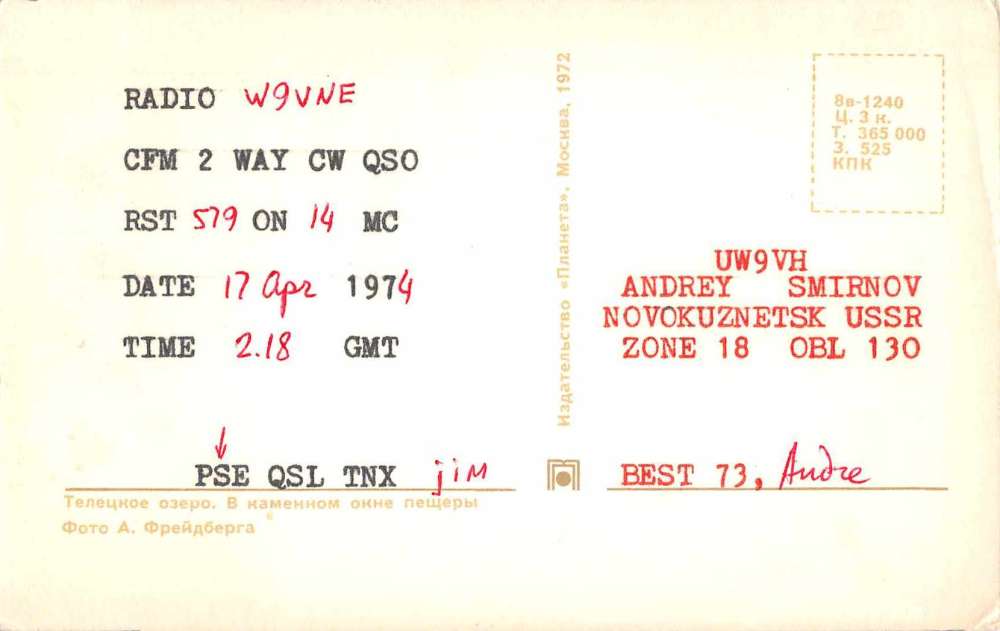 RADIO W9VNE
CFM 2 WAY CW QSO
RST 579 ON 14 MC
DATE 17 Apr 1974
TIME 2.18 GMT
PSE QSL TNX jim
Телецкое озеро. В каменном окне пещеры
Фото А. Фрейдберга
Издательство «Планета», Москва, 1972
8в-1240
Ц. 3 к.
Т. 365 000
З. 525
КПК
UW9VH
ANDREY SMIRNOV
NOVOKUZNETSK USSR
ZONE 18 OBL 130
BEST 73, Andre